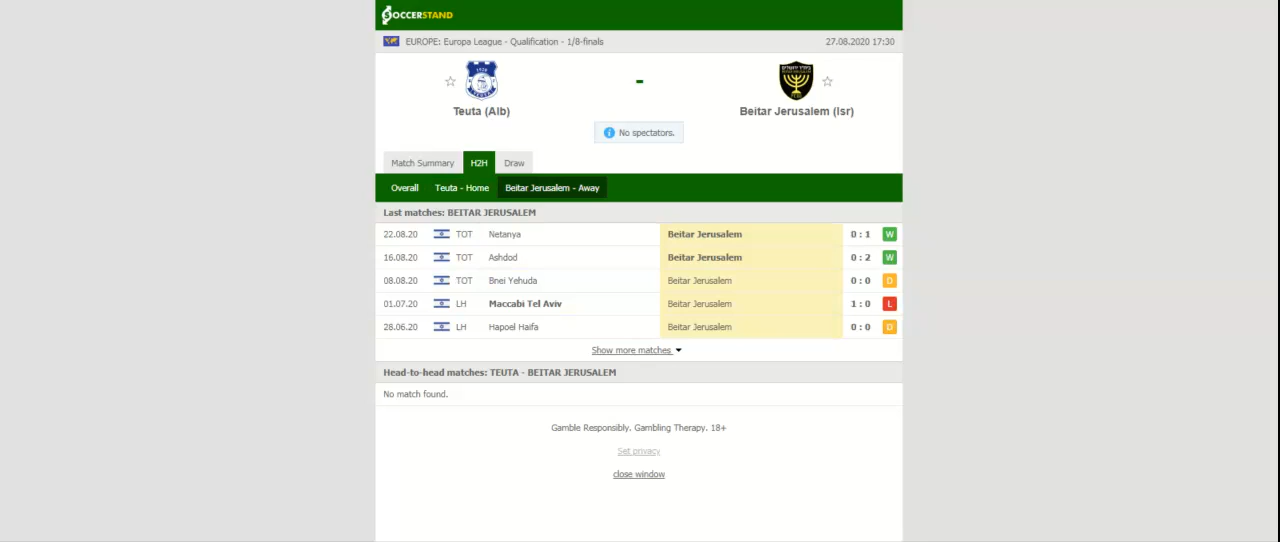 SOCCERSTAND
EUROPE: Europa League - Qualification - 1/8-finals 27.08.2020 17:30
-
Teuta (Alb) Beitar Jerusalem (Isr)
No spectators.
Match Summary H2H Draw
Overall Teuta - Home Beitar Jerusalem - Away
Last matches: BEITAR JERUSALEM
22.08.20 TOT Netanya Beitar Jerusalem 0 : 1 W
16.08.20 TOT Ashdod Beitar Jerusalem 0 : 2 W
08.08.20 TOT Bnei Yehuda Beitar Jerusalem 0 : 0 D
01.07.20 LH Maccabi Tel Aviv Beitar Jerusalem 1 : 0 L
28.06.20 LH Hapoel Haifa Beitar Jerusalem 0 : 0 D
Show more matches
Head-to-head matches: TEUTA - BEITAR JERUSALEM
No match found.
Gamble Responsibly. Gambling Therapy. 18+
Set privacy
close window